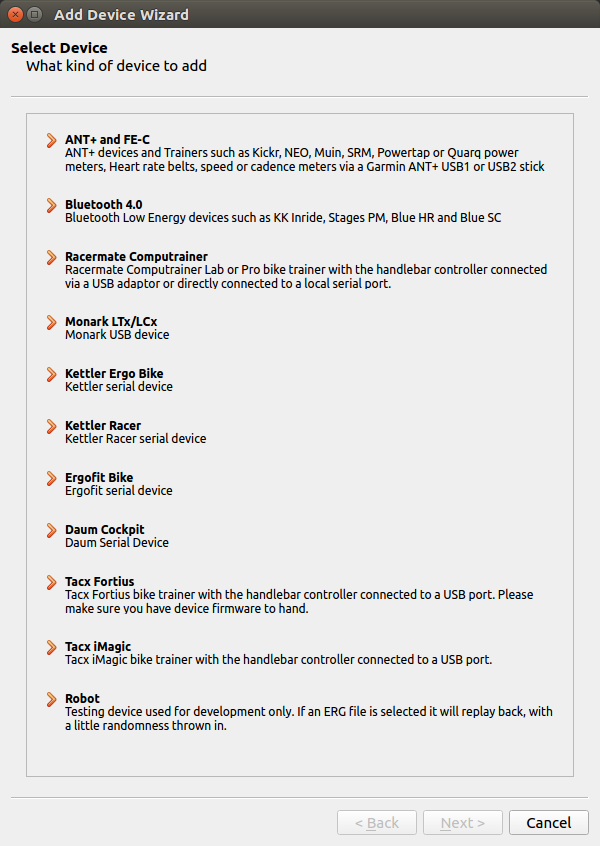 Add Device Wizard
Select Device
What kind of device to add
ANT+ and FE-C
ANT+ devices and Trainers such as Kickr, NEO, Muin, SRM, Powertap or Quarq power
meters, Heart rate belts, speed or cadence meters via a Garmin ANT+ USB1 or USB2 stick
Bluetooth 4.0
Bluetooth Low Energy devices such as KK Inride, Stages PM, Blue HR and Blue SC
Racermate Computrainer
Racermate Computrainer Lab or Pro bike trainer with the handlebar controller connected
via a USB adaptor or directly connected to a local serial port.
Monark LTx/LCx
Monark USB device
Kettler Ergo Bike
Kettler serial device
Kettler Racer
Kettler Racer serial device
Ergofit Bike
Ergofit serial device
Daum Cockpit
Daum Serial Device
Tacx Fortius
Tacx Fortius bike trainer with the handlebar controller connected to a USB port. Please
make sure you have device firmware to hand.
Tacx iMagic
Tacx iMagic bike trainer with the handlebar controller connected to a USB port.
Robot
Testing device used for development only. If an ERG file is selected it will replay back, with
a little randomness thrown in.
< Back Next > Cancel